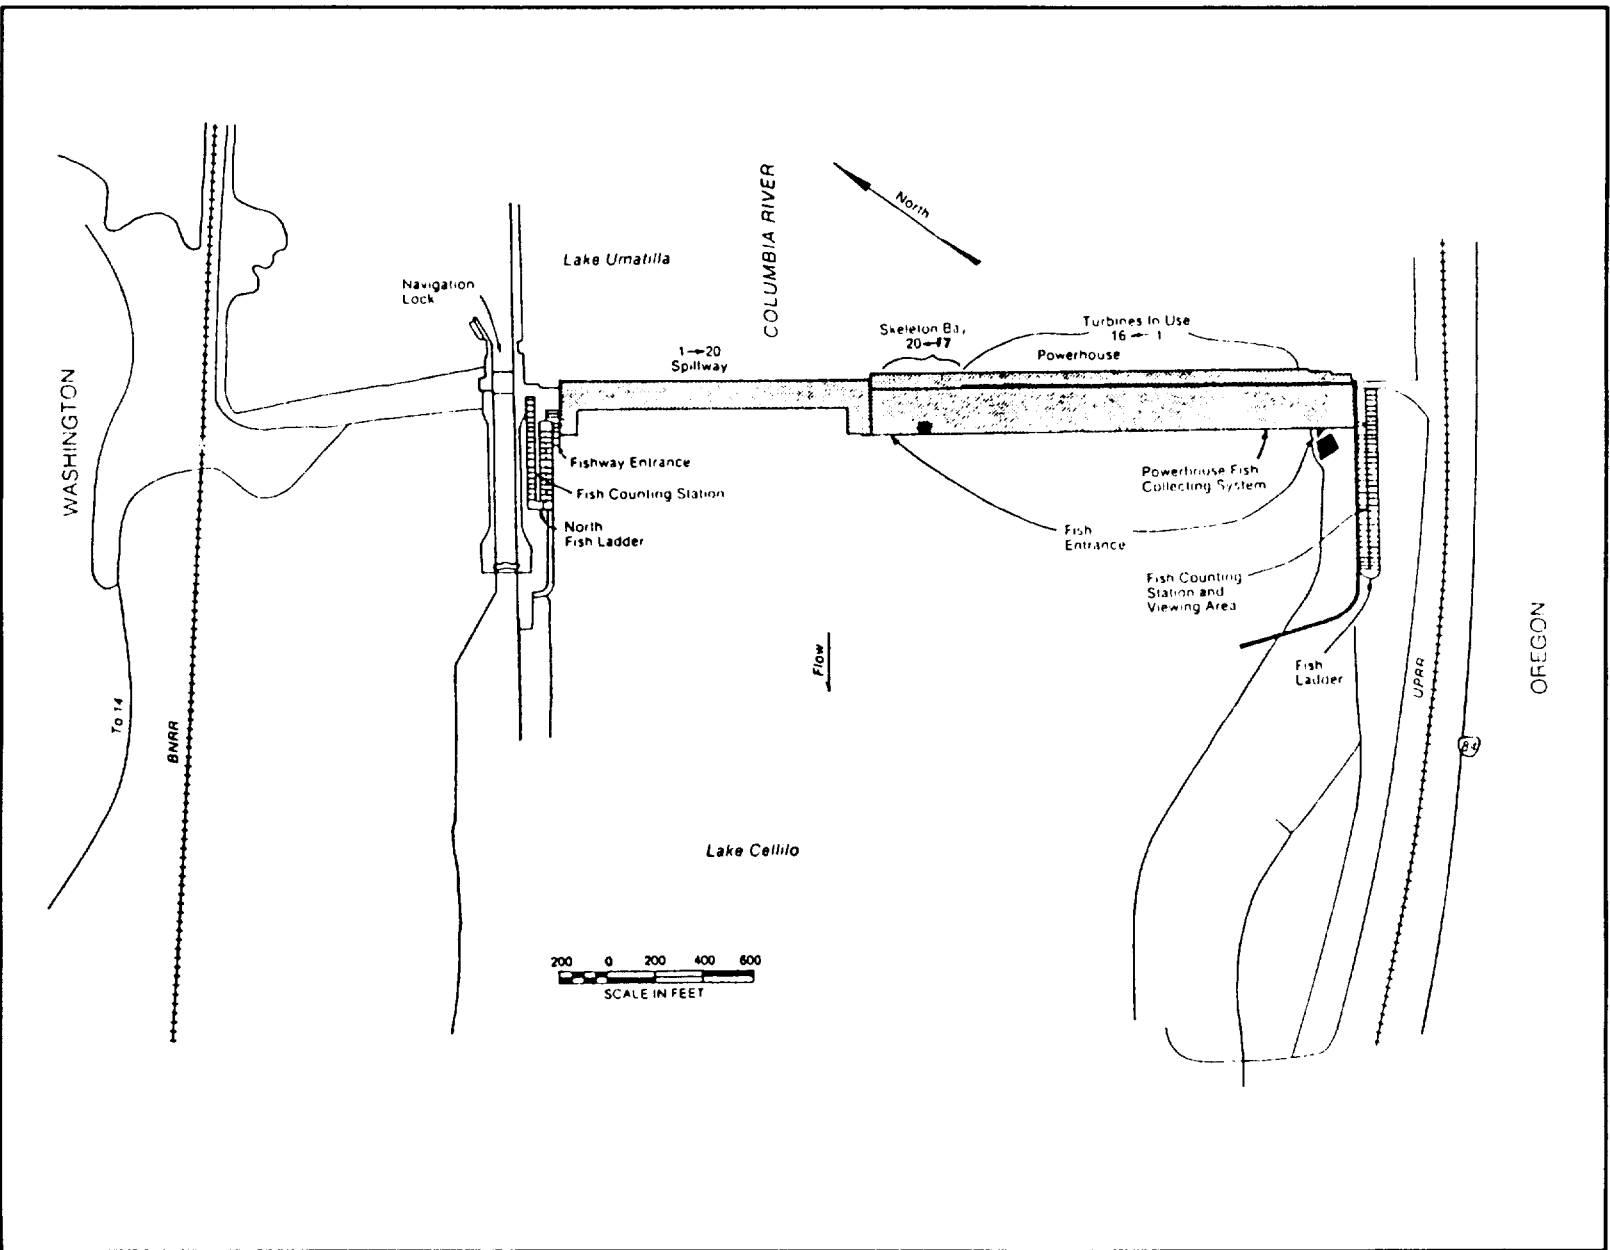 COLUMBIA RIVER
North
Lake Umatilla
Navigation
Lock
1→20
Spillway
Skeleton Bay
20←17
Turbines In Use
16←1
Powerhouse
WASHINGTON
Fishway Entrance
Fish Counting Station
North
Fish Ladder
Powerhouse Fish
Collecting System
Fish
Entrance
Fish Counting
Station and
Viewing Area
Fish
Ladder
OREGON
Flow
UPRR
84
To 14
BNRR
Lake Cellilo
200 0 200 400 600
SCALE IN FEET